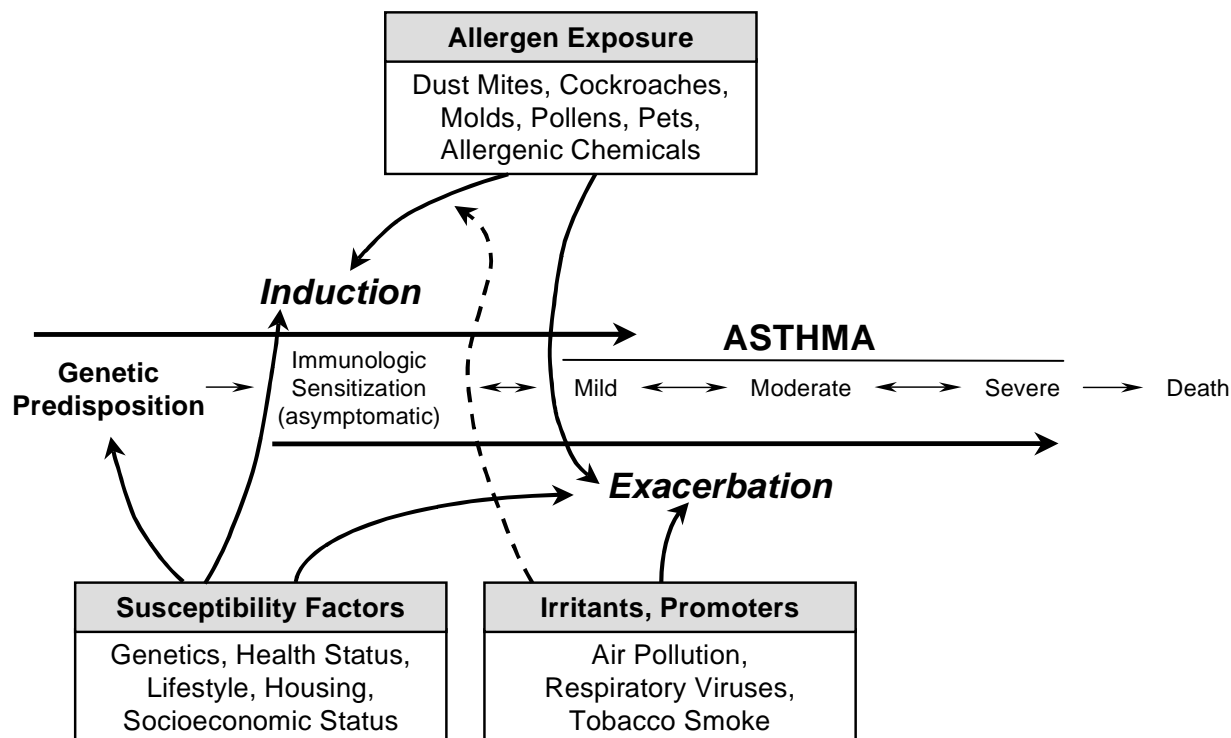 Allergen Exposure
Dust Mites, Cockroaches,
Molds, Pollens, Pets,
Allergenic Chemicals
Induction
ASTHMA
Genetic
Predisposition
Immunologic
Sensitization
(asymptomatic)
Mild
Moderate
Severe
Death
Exacerbation
Susceptibility Factors
Genetics, Health Status,
Lifestyle, Housing,
Socioeconomic Status
Irritants, Promoters
Air Pollution,
Respiratory Viruses,
Tobacco Smoke